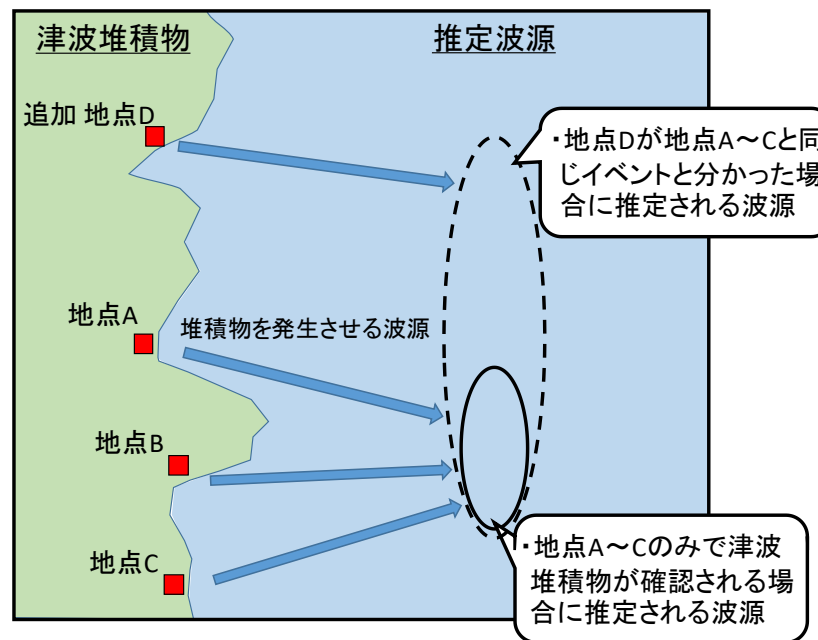 津波堆積物
推定波源
追加 地点D
・地点Dが地点A～Cと同
じイベントと分かった場
合に推定される波源
地点A
堆積物を発生させる波源
地点B
地点C
・地点A～Cのみで津波
堆積物が確認される場
合に推定される波源